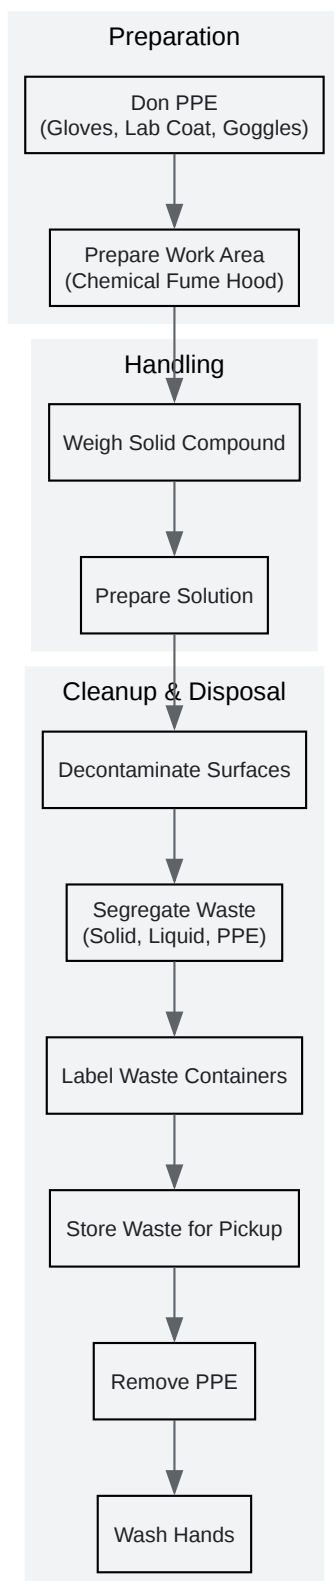 Preparation
Don PPE
(Gloves, Lab Coat, Goggles)
Prepare Work Area
(Chemical Fume Hood)
Handling
Weigh Solid Compound
Prepare Solution
Cleanup & Disposal
Decontaminate Surfaces
Segregate Waste
(Solid, Liquid, PPE)
Label Waste Containers
Store Waste for Pickup
Remove PPE
Wash Hands